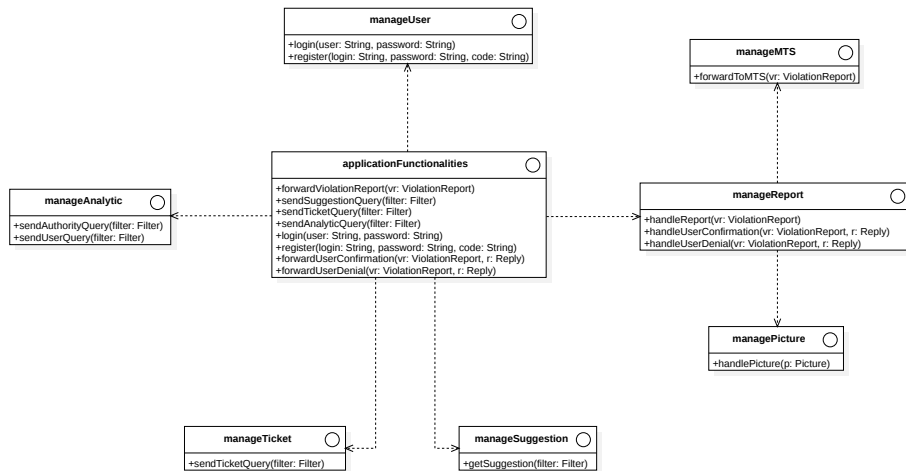 manageUser
+login(user: String, password: String)
+register(login: String, password: String, code: String)
manageMTS
+forwardToMTS(vr: ViolationReport)
applicationFunctionalities
+forwardViolationReport(vr: ViolationReport)
+sendSuggestionQuery(filter: Filter)
+sendTicketQuery(filter: Filter)
+sendAnalyticQuery(filter: Filter)
+login(user: String, password: String)
+register(login: String, password: String, code: String)
+forwardUserConfirmation(vr: ViolationReport, r: Reply)
+forwardUserDenial(vr: ViolationReport, r: Reply)
manageAnalytic
+sendAuthorityQuery(filter: Filter)
+sendUserQuery(filter: Filter)
manageReport
+handleReport(vr: ViolationReport)
+handleUserConfirmation(vr: ViolationReport, r: Reply)
+handleUserDenial(vr: ViolationReport, r: Reply)
managePicture
+handlePicture(p: Picture)
manageTicket
+sendTicketQuery(filter: Filter)
manageSuggestion
+getSuggestion(filter: Filter)